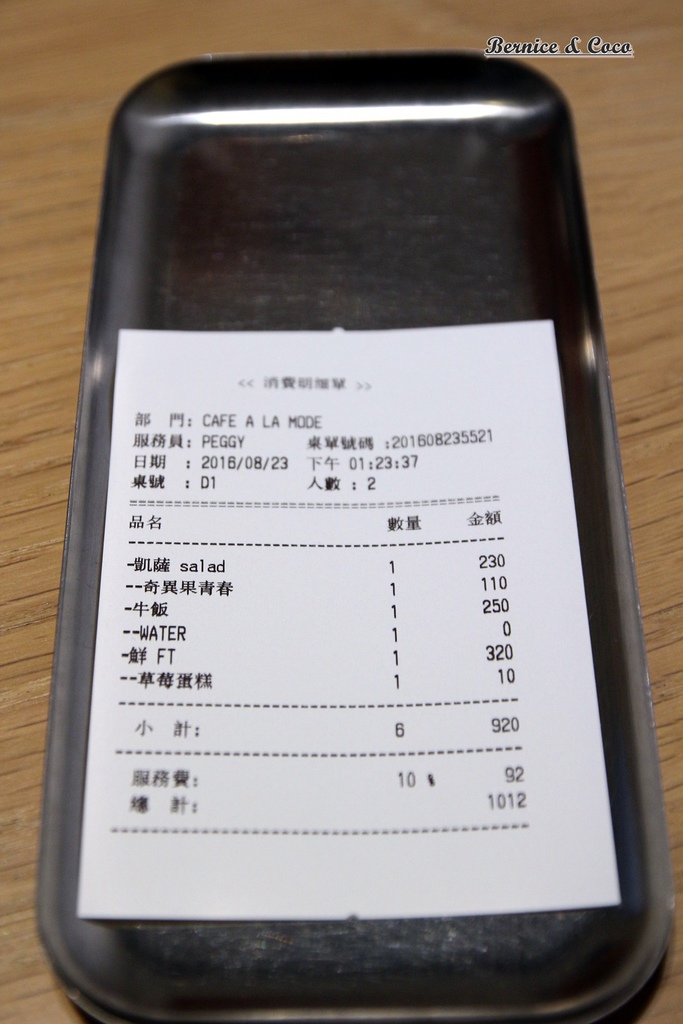 Bernice & Coco
<< 消費明細單 >>
部 門: CAFE A LA MODE
服務員: PEGGY 桌單號碼 :201608235521
日期 : 2016/08/23 下午 01:23:37
桌號 : D1 人數 : 2
品名 數量 金額
-凱薩 salad 1 230
--奇異果青春 1 110
-牛飯 1 250
--WATER 1 0
-鮮 FT 1 320
--草莓蛋糕 1 10
小 計: 6 920
服務費: 10 % 92
總 計: 1012